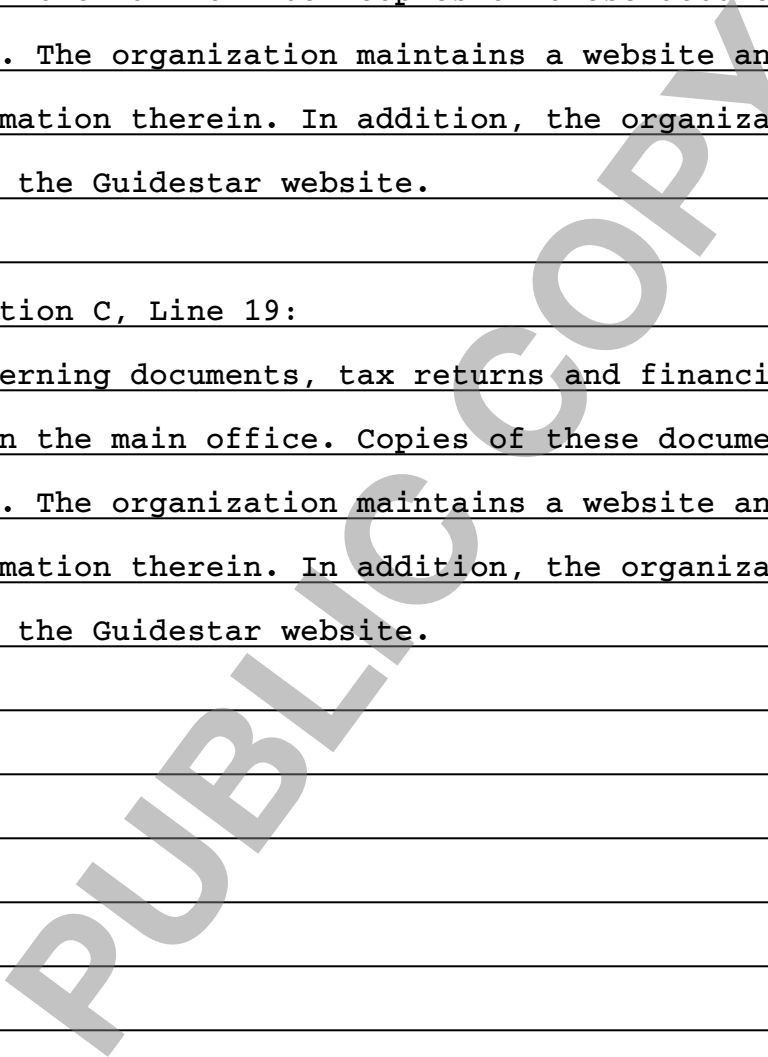 . The organization maintains a website an
mation therein. In addition, the organiza
the Guidestar website.
tion C, Line 19:
erning documents, tax returns and financi
n the main office. Copies of these docume
. The organization maintains a website an
mation therein. In addition, the organiza
the Guidestar website.
PUBLIC COPY